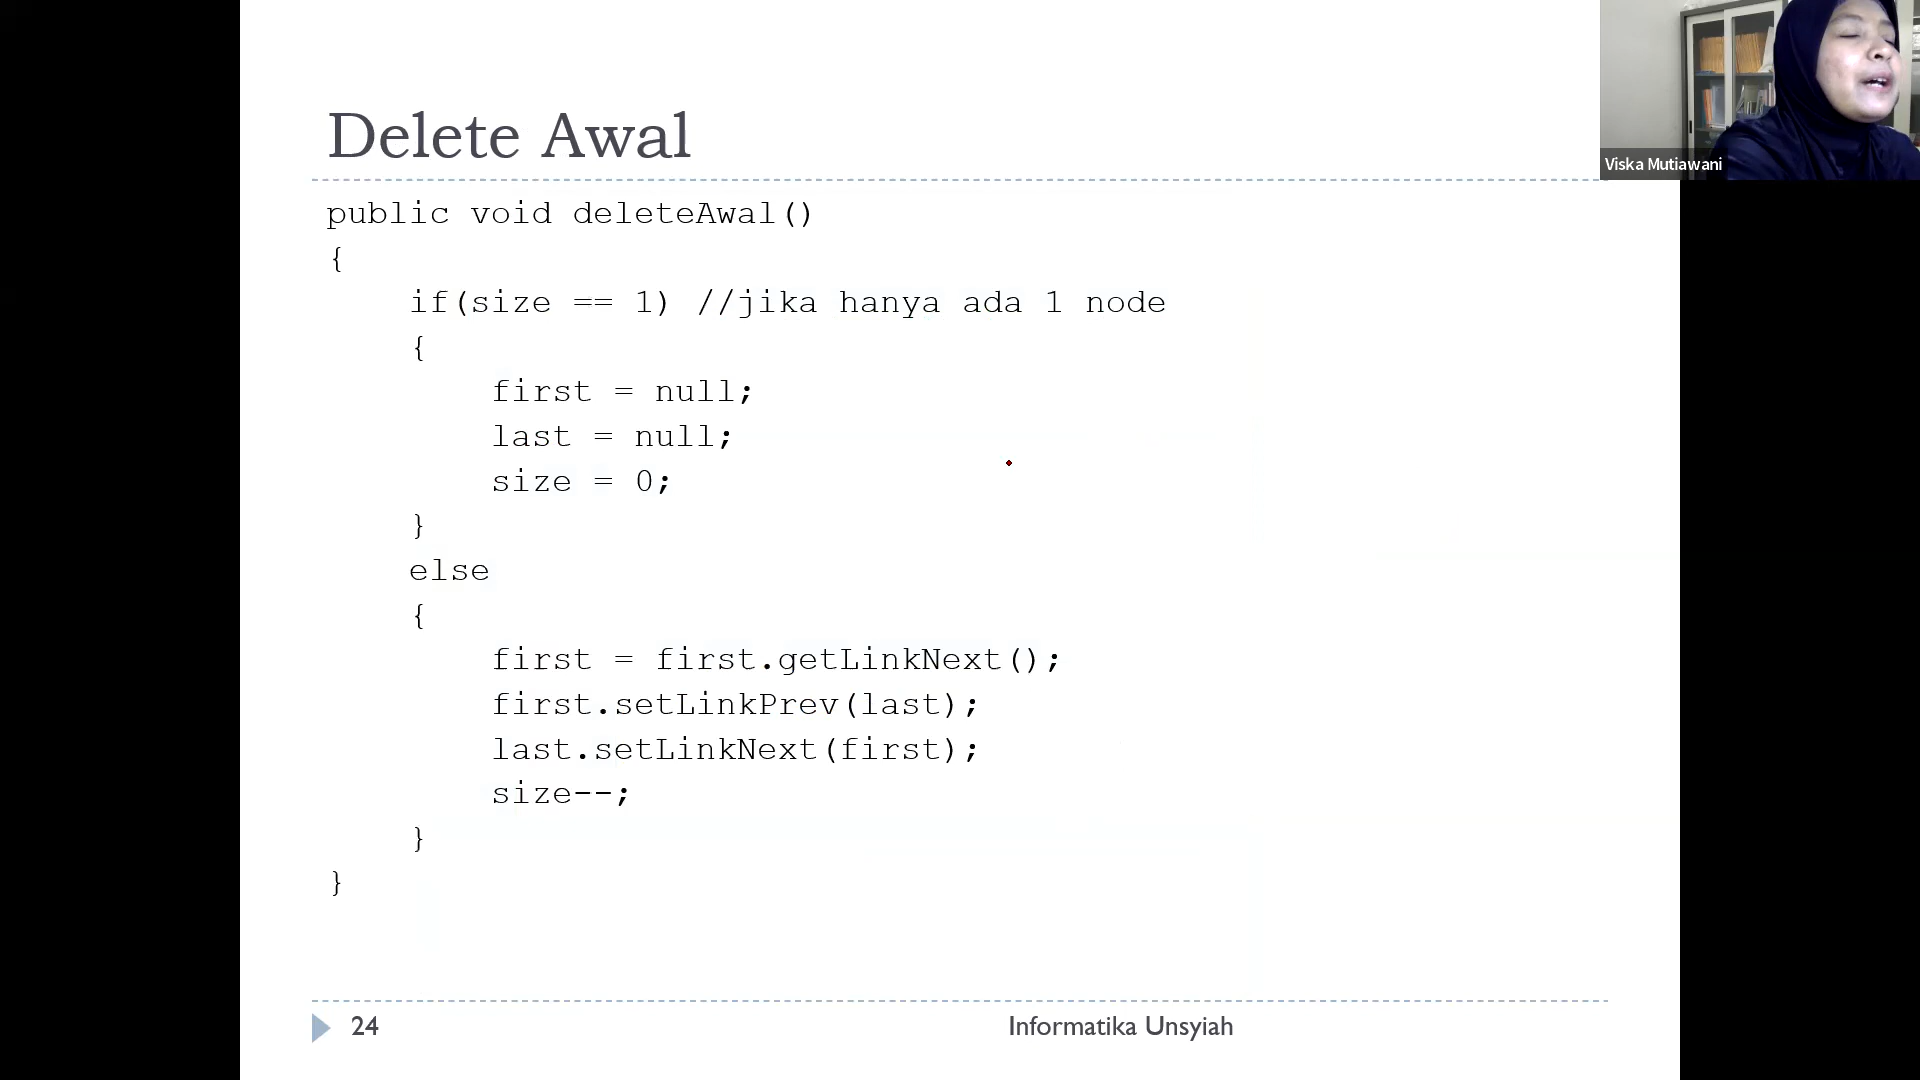 Delete Awal
Viska Mutiawani
public void deleteAwal()
{
if(size == 1) //jika hanya ada 1 node
{
first = null;
last = null;
size = 0;
}
else
{
first = first.getLinkNext();
first.setLinkPrev(last);
last.setLinkNext(first);
size--;
}
}
24
Informatika Unsyiah